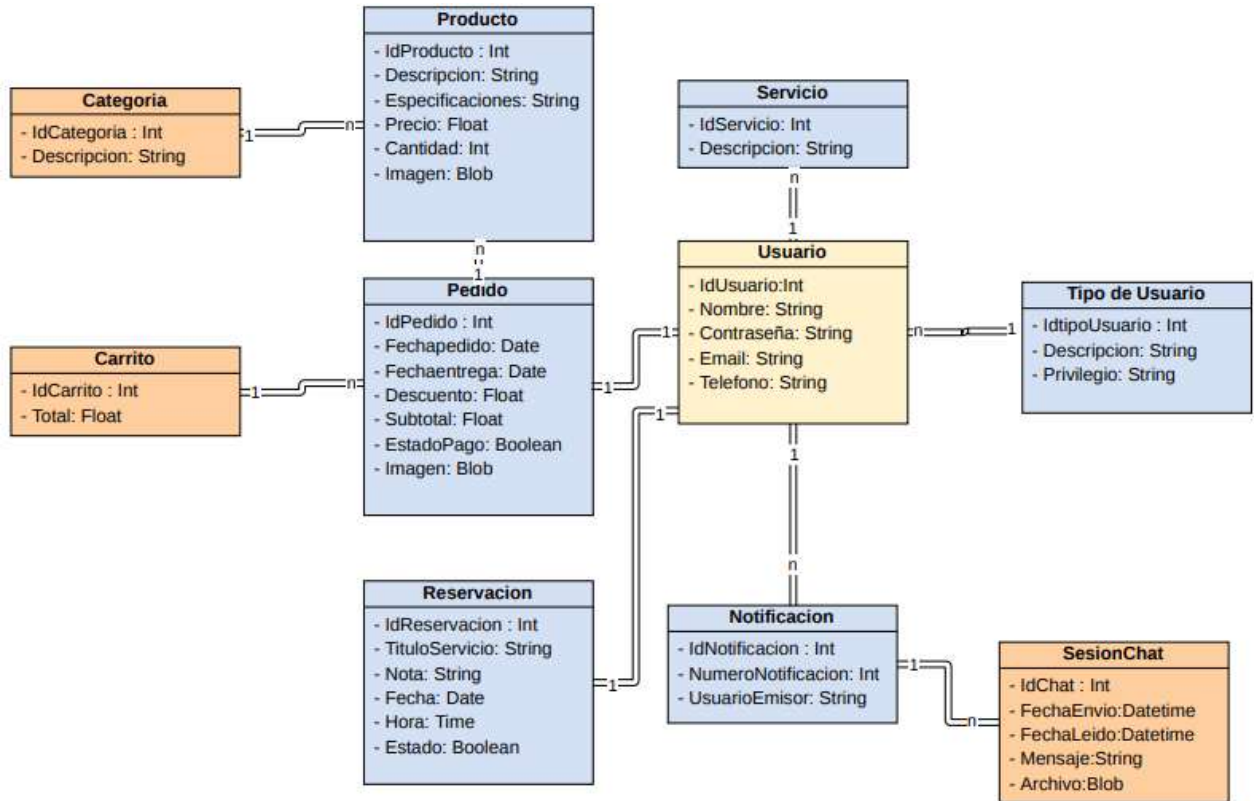 Producto
- IdProducto : Int
- Descripcion: String
- Especificaciones: String
- Precio: Float
- Cantidad: Int
- Imagen: Blob
Categoria
- IdCategoria : Int
- Descripcion: String
1
n
Servicio
- IdServicio: Int
- Descripcion: String
n
1
n
1
Pedido
- IdPedido : Int
- Fechapedido: Date
- Fechaentrega: Date
- Descuento: Float
- Subtotal: Float
- EstadoPago: Boolean
- Imagen: Blob
Usuario
- IdUsuario:Int
- Nombre: String
- Contraseña: String
- Email: String
- Telefono: String
Tipo de Usuario
- IdtipoUsuario : Int
- Descripcion: String
- Privilegio: String
n
1
1
1
Carrito
- IdCarrito : Int
- Total: Float
1
n
1
1
1
n
Reservacion
- IdReservacion : Int
- TituloServicio: String
- Nota: String
- Fecha: Date
- Hora: Time
- Estado: Boolean
Notificacion
- IdNotificacion : Int
- NumeroNotificacion: Int
- UsuarioEmisor: String
1
n
SesionChat
- IdChat : Int
- FechaEnvio:Datetime
- FechaLeido:Datetime
- Mensaje:String
- Archivo:Blob